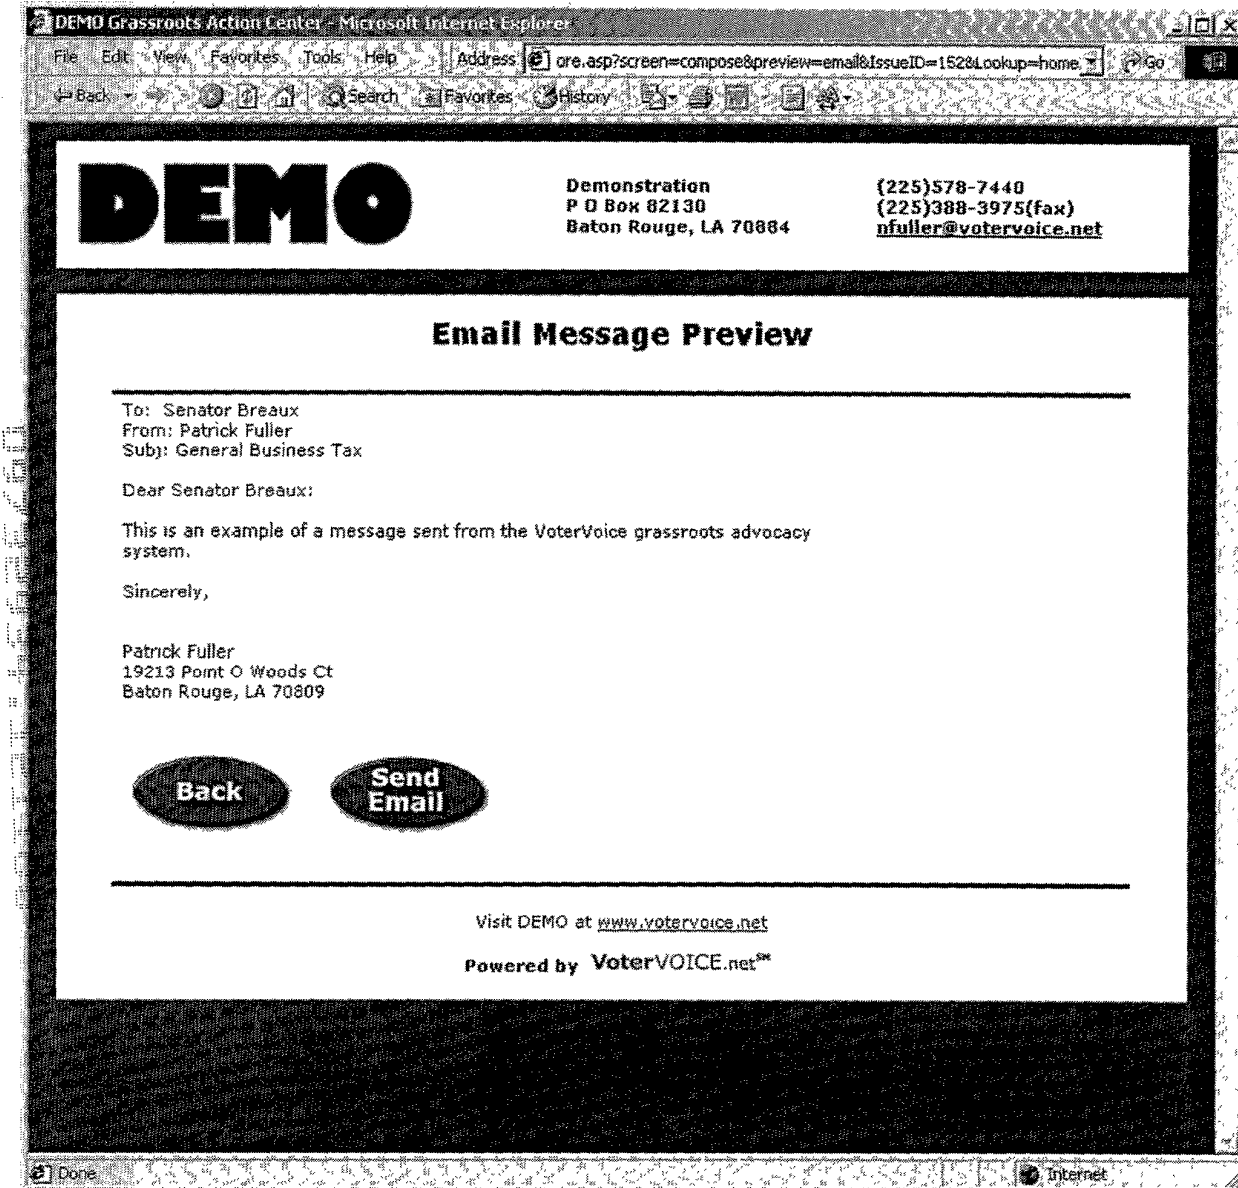 DEMO Grassroots Action Center - Microsoft Internet Explorer
File Edit View Favorites Tools Help Address ore.asp?screen=compose&preview=email&IssueID=152&Lookup=home Go
Back Search Favorites History
DEMO
Demonstration
P O Box 82130
Baton Rouge, LA 70884
(225)578-7440
(225)388-3975(fax)
nfuller@votervoice.net
Email Message Preview
To: Senator Breaux
From: Patrick Fuller
Subj: General Business Tax
Dear Senator Breaux:
This is an example of a message sent from the VoterVoice grassroots advocacy
system.
Sincerely,
Patrick Fuller
19213 Point O Woods Ct
Baton Rouge, LA 70809
Back
Send
Email
Visit DEMO at www.votervoice.net
Powered by VoterVOICE.net℠
Done Internet